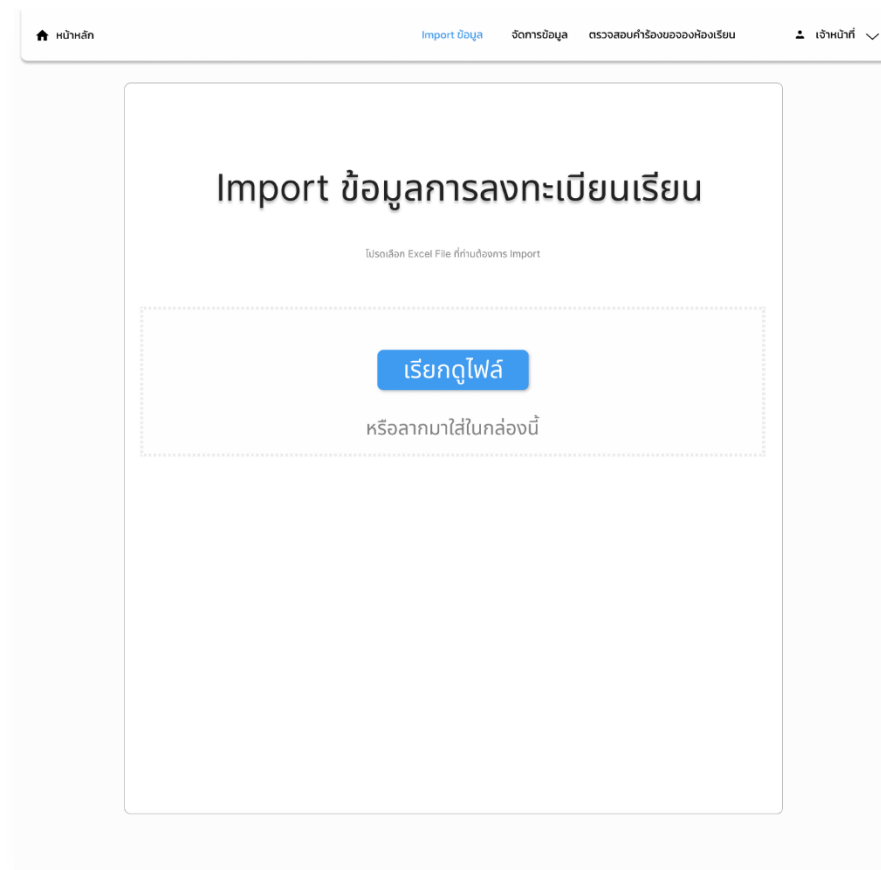 หน้าหลัก Import ข้อมูล จัดการข้อมูล ตรวจสอบคำร้องขอจองห้องเรียน เจ้าหน้าที่
Import ข้อมูลการลงทะเบียนเรียน
โปรดเลือก Excel File ที่ท่านต้องการ Import
เรียกดูไฟล์
หรือลากมาใส่ในกล่องนี้